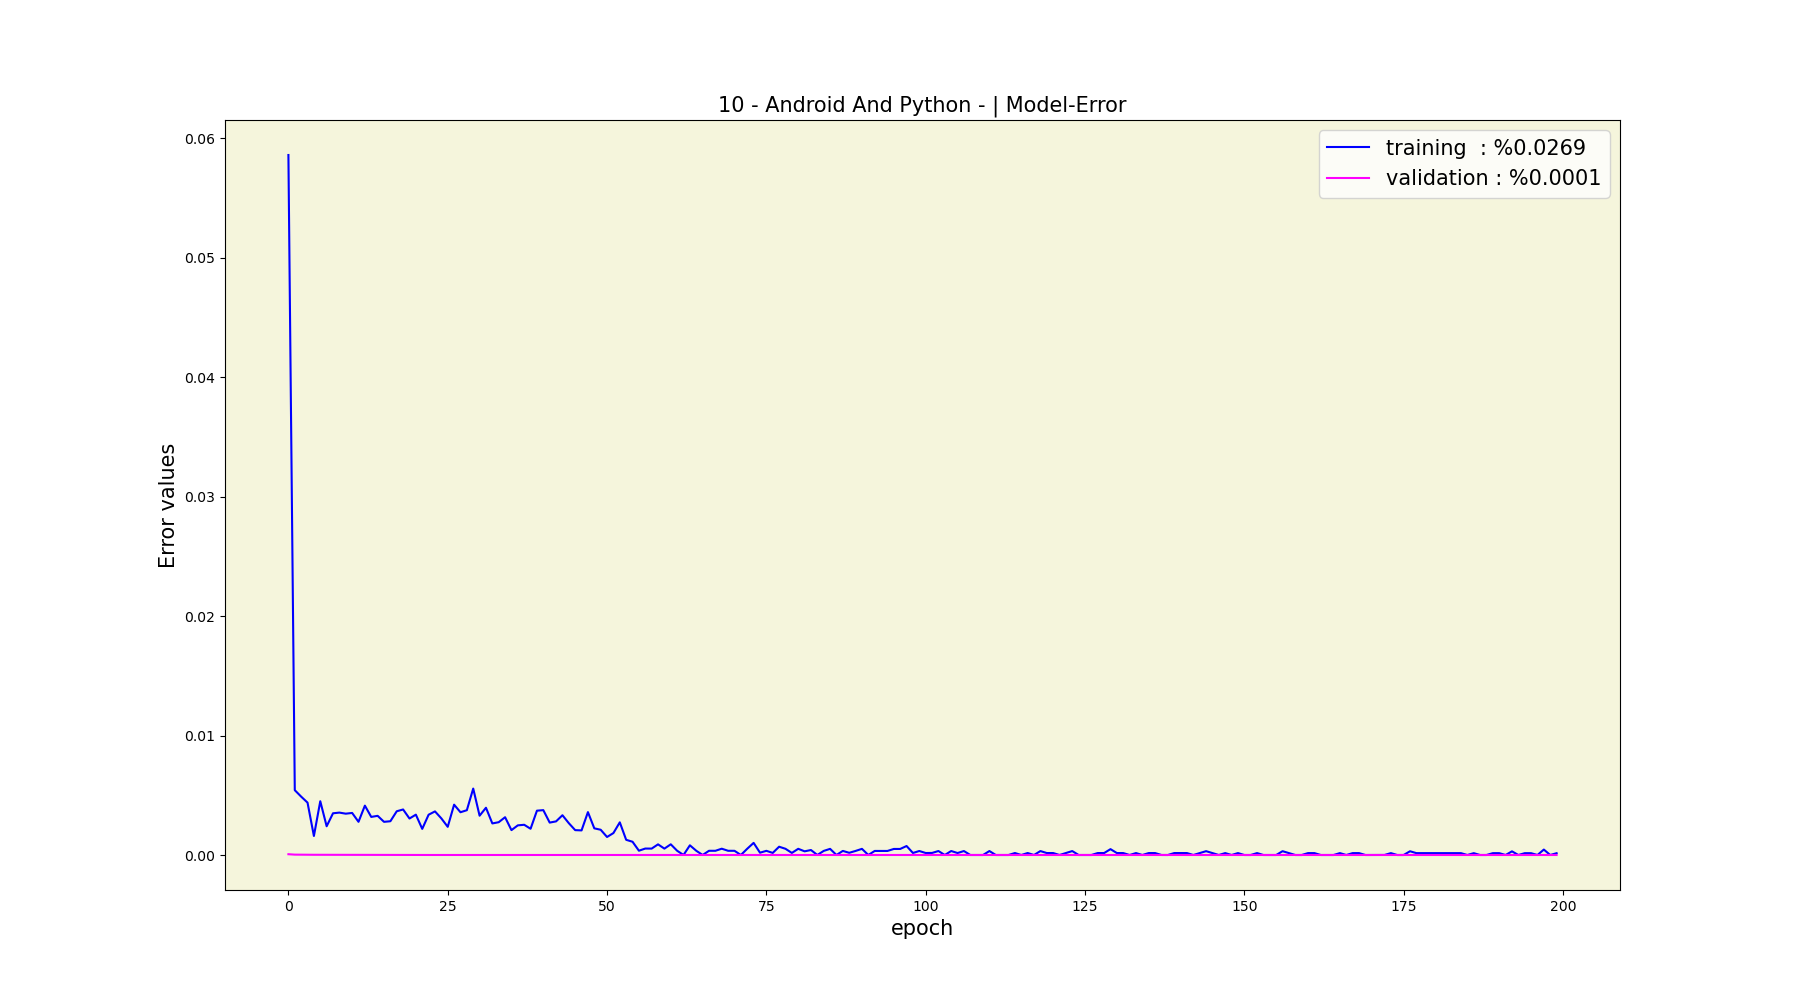 10 - Android And Python - | Model-Error
training  : %0.0269
validation : %0.0001
0.06
0.05
0.04
0.03
0.02
0.01
0.00
Error values
0 25 50 75 100 125 150 175 200
epoch